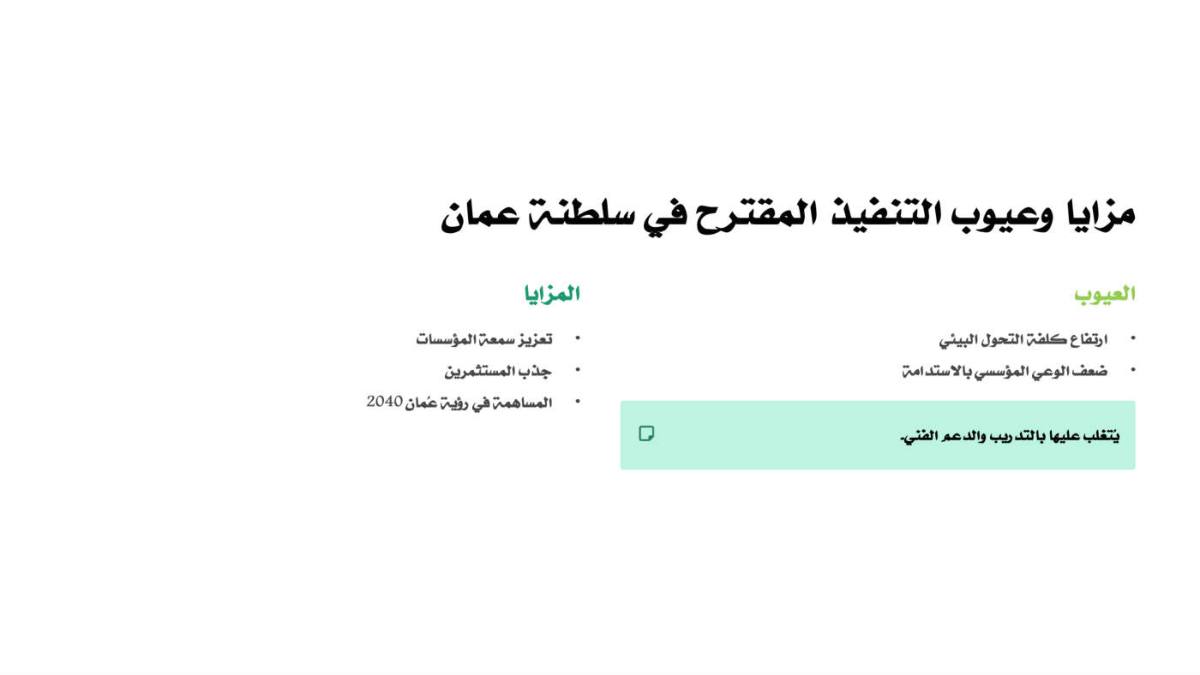 مزايا وعيوب التنفيذ المقترح في سلطنة عمان
العيوب
• ارتفاع كلفة التحول البيئي
• ضعف الوعي المؤسسي بالاستدامة
يُتغلب عليها بالتدريب والدعم الفني.
المزايا
• تعزيز سمعة المؤسسات
• جذب المستثمرين
• المساهمة في رؤية عُمان 2040